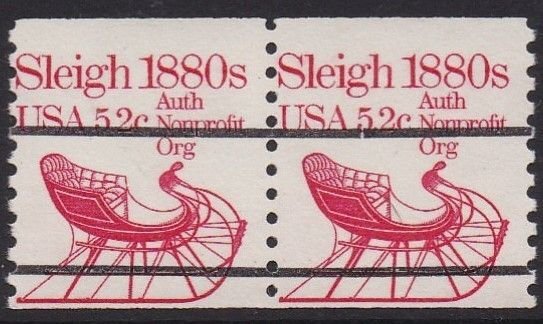 Sleigh 1880s
USA 5.2c Auth
Nonprofit
Org
Sleigh 1880s
USA 5.2c Auth
Nonprofit
Org